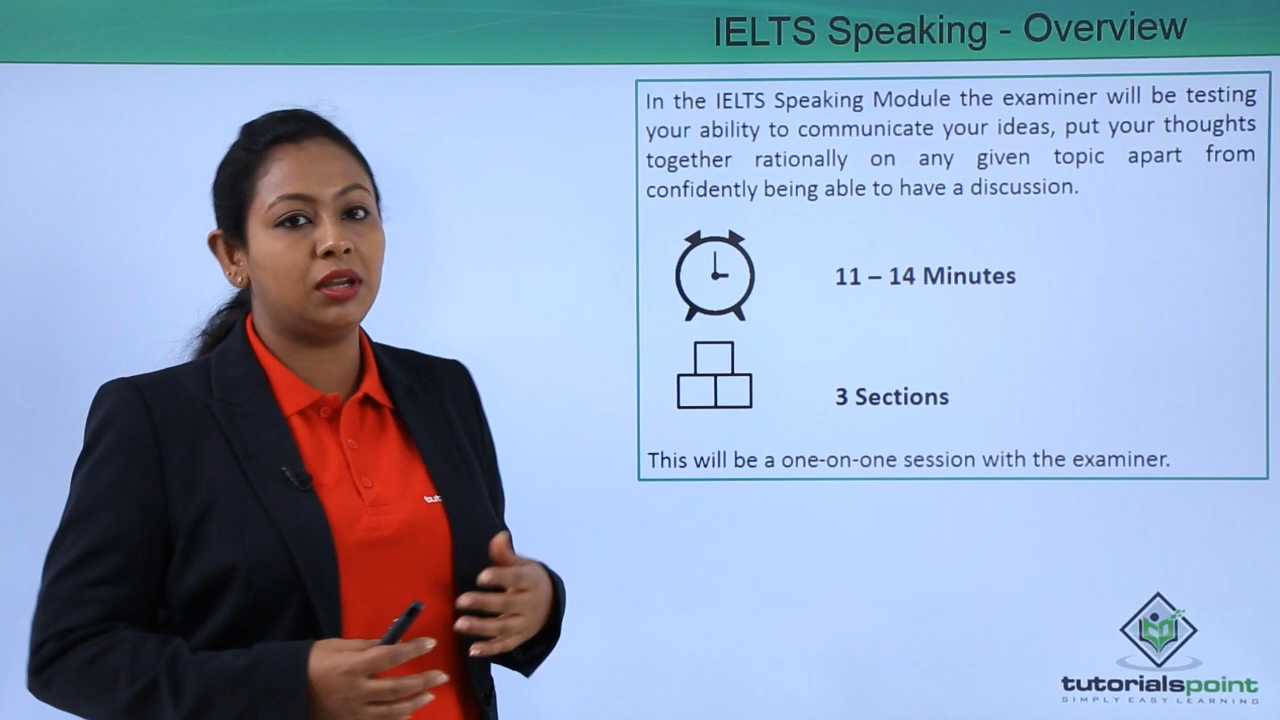 IELTS Speaking - Overview
In the IELTS Speaking Module the examiner will be testing
your ability to communicate your ideas, put your thoughts
together rationally on any given topic apart from
confidently being able to have a discussion.
11 – 14 Minutes
3 Sections
This will be a one-on-one session with the examiner.
tut
tutorialspoint
SIMPLY EASY LEARNING